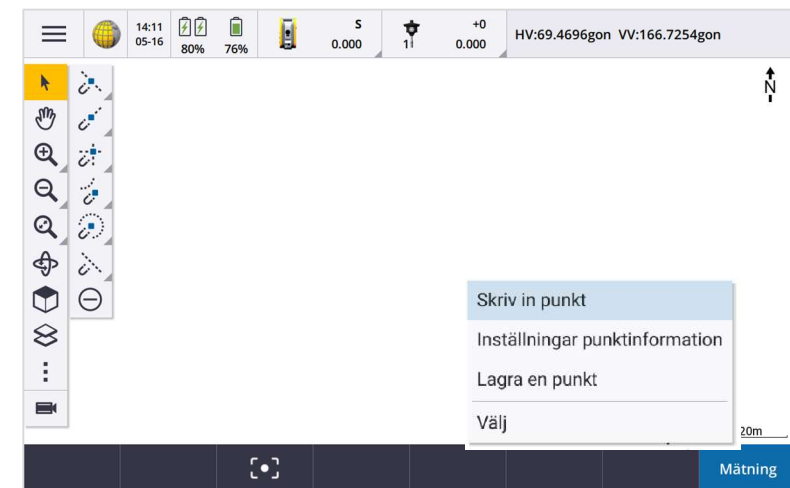 14:11
05-16
80%
76%
S
0.000
1
+0
0.000
HV:69.4696gon VV:166.7254gon
N
Skriv in punkt
Inställningar punktinformation
Lagra en punkt
Välj
20m
Mätning